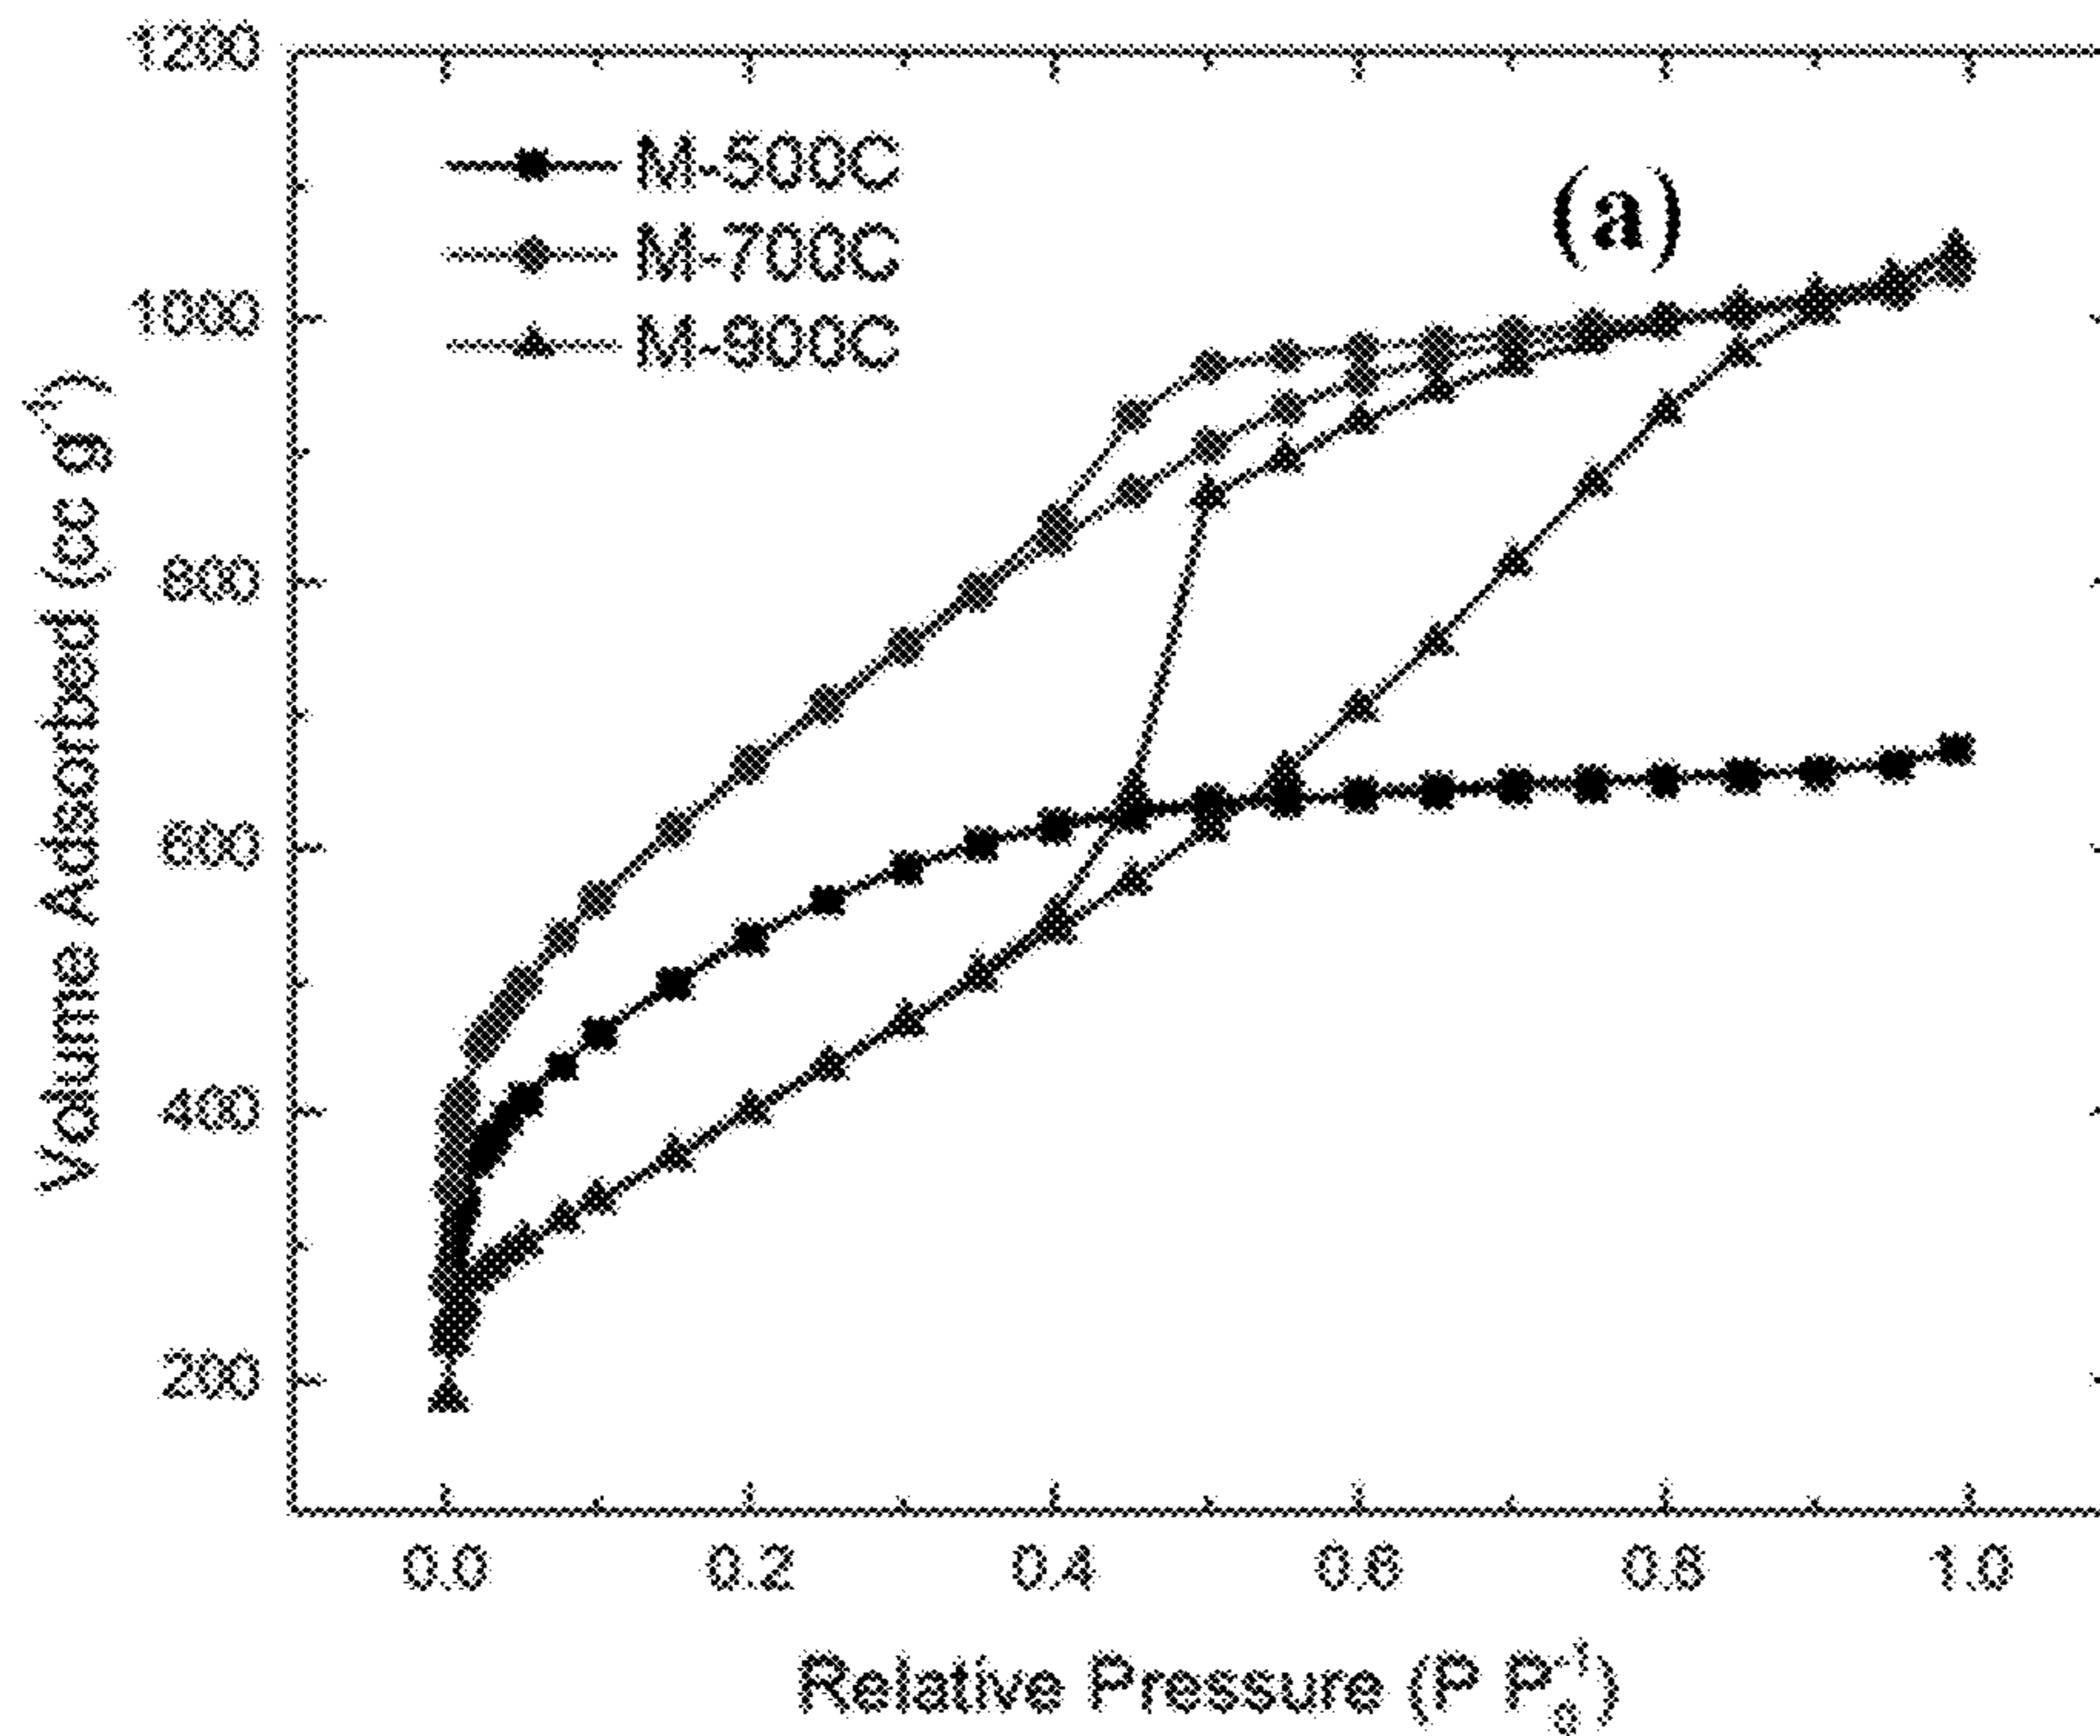 1200
1000
800
600
400
200
Volume Adsorbed (cc g⁻¹)
M-500C
M-700C
M-900C
(a)
0.0 0.2 0.4 0.6 0.8 1.0
Relative Pressure (P P₀⁻¹)